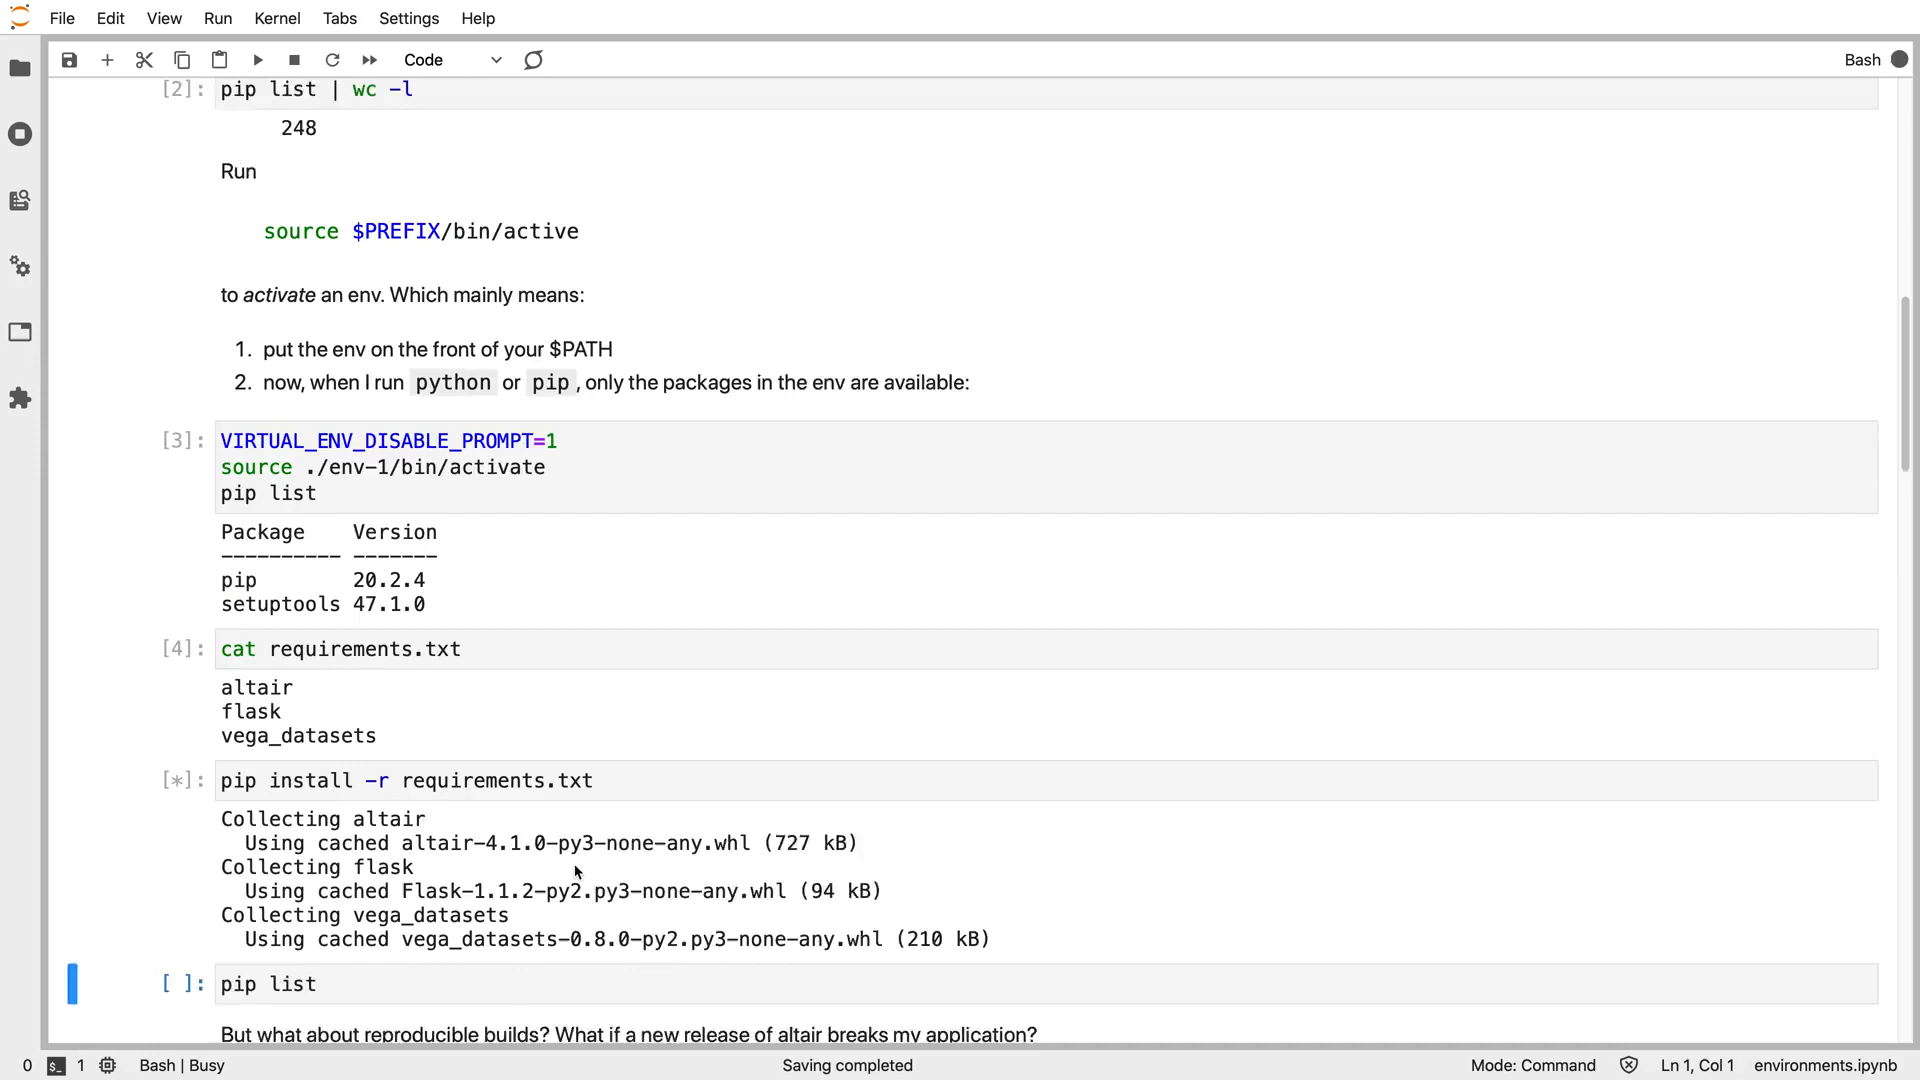 File Edit View Run Kernel Tabs Settings Help
Code
Bash
[2]: pip list | wc -l
248
Run
source $PREFIX/bin/active
to activate an env. Which mainly means:
1. put the env on the front of your $PATH
2. now, when I run python or pip , only the packages in the env are available:
[3]: VIRTUAL_ENV_DISABLE_PROMPT=1
source ./env-1/bin/activate
pip list
Package    Version
---------- -------
pip        20.2.4
setuptools 47.1.0
[4]: cat requirements.txt
altair
flask
vega_datasets
[*]: pip install -r requirements.txt
Collecting altair
  Using cached altair-4.1.0-py3-none-any.whl (727 kB)
Collecting flask
  Using cached Flask-1.1.2-py2.py3-none-any.whl (94 kB)
Collecting vega_datasets
  Using cached vega_datasets-0.8.0-py2.py3-none-any.whl (210 kB)
[ ]: pip list
But what about reproducible builds? What if a new release of altair breaks my application?
0 $_ 1 Bash | Busy Saving completed Mode: Command Ln 1, Col 1 environments.ipynb